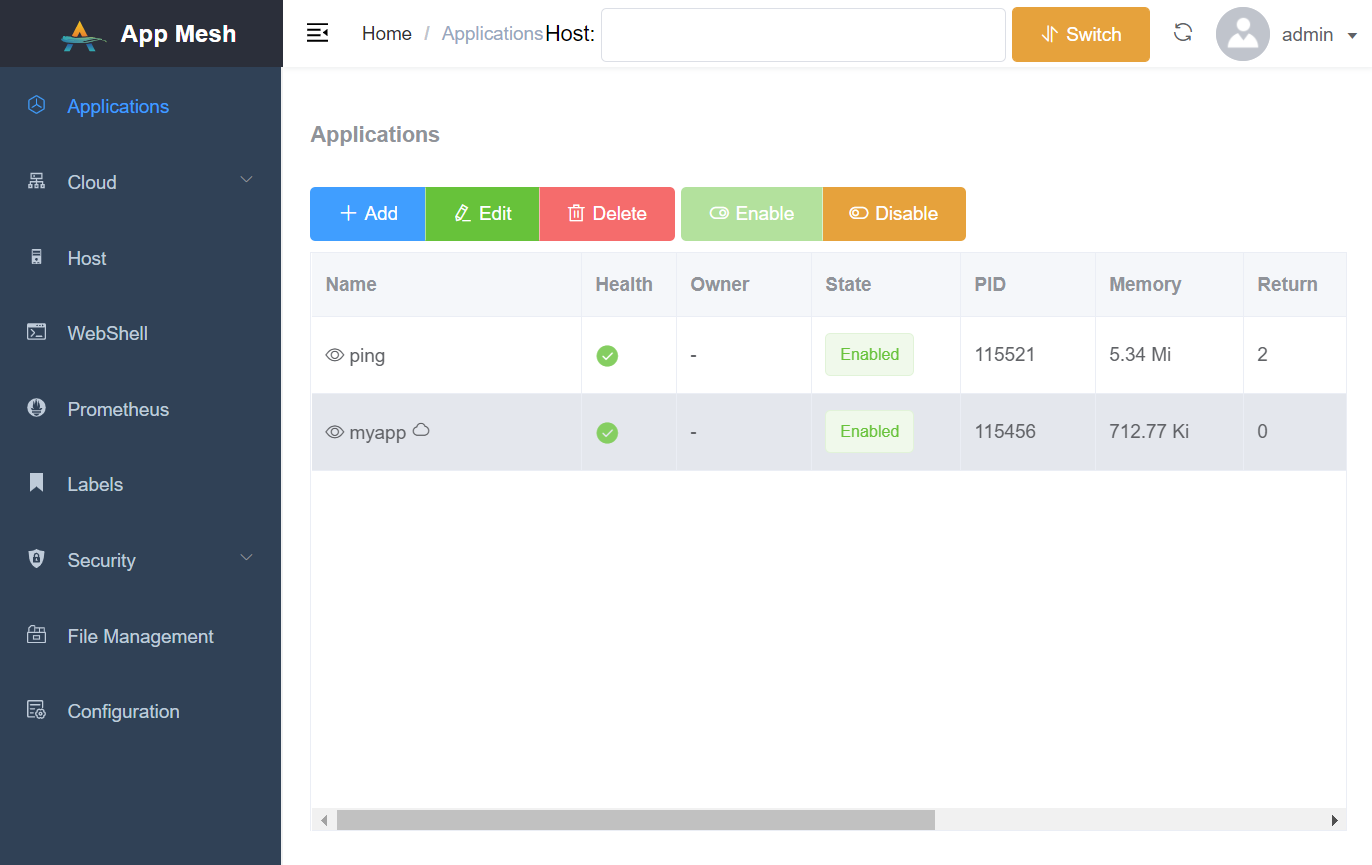 App Mesh
Home / Applications Host: Switch admin
Applications
Cloud
Host
WebShell
Prometheus
Labels
Security
File Management
Configuration
Applications
Add Edit Delete Enable Disable
Name Health Owner State PID Memory Return
ping - Enabled 115521 5.34 Mi 2
myapp - Enabled 115456 712.77 Ki 0